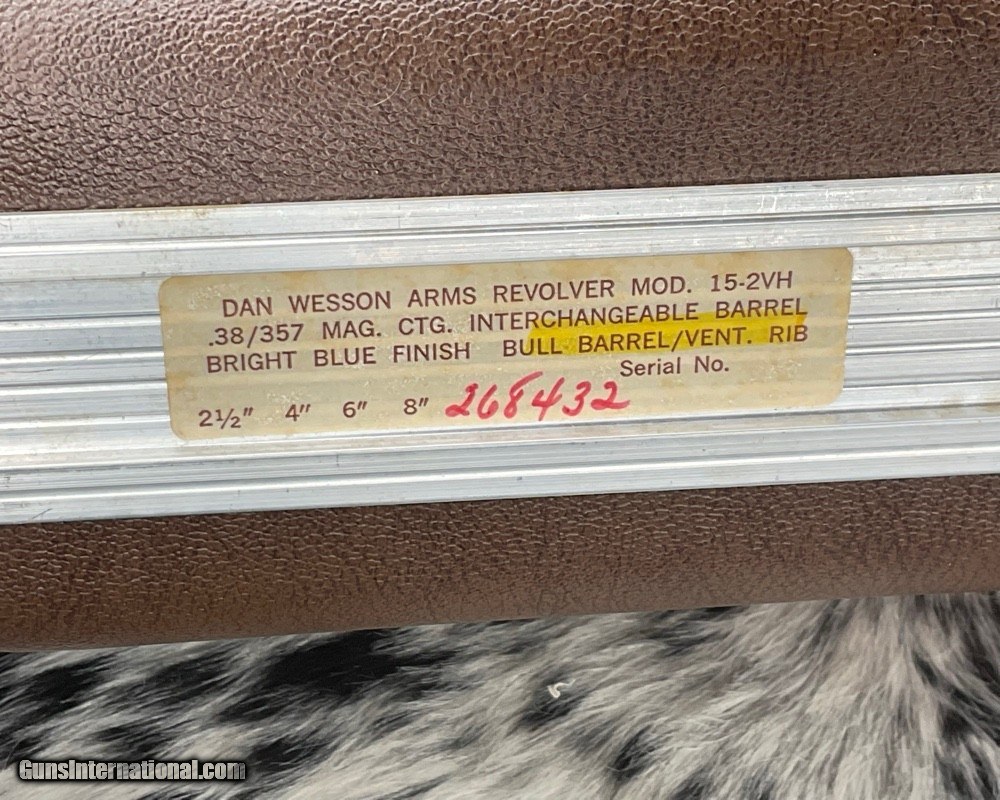 DAN WESSON ARMS REVOLVER MOD. 15-2VH
.38/357 MAG. CTG. INTERCHANGEABLE BARREL
BRIGHT BLUE FINISH BULL BARREL/VENT. RIB
Serial No.
2½" 4" 6" 8" 268432
GunsInternational.com